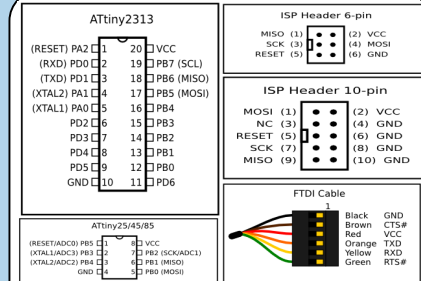 ATtiny2313
(RESET) PA2 1 20 VCC
(RXD) PD0 2 19 PB7 (SCL)
(TXD) PD1 3 18 PB6 (MISO)
(XTAL2) PA1 4 17 PB5 (MOSI)
(XTAL1) PA0 5 16 PB4
PD2 6 15 PB3
PD3 7 14 PB2
PD4 8 13 PB1
PD5 9 12 PB0
GND 10 11 PD6
ATtiny25/45/85
(RESET/ADC0) PB5 1 8 VCC
(XTAL1/ADC3) PB3 2 7 PB2 (SCK/ADC1)
(XTAL2/ADC2) PB4 3 6 PB1 (MISO)
GND 4 5 PB0 (MOSI)
ISP Header 6-pin
MISO (1) (2) VCC
SCK (3) (4) MOSI
RESET (5) (6) GND
ISP Header 10-pin
MOSI (1) (2) VCC
NC (3) (4) GND
RESET (5) (6) GND
SCK (7) (8) GND
MISO (9) (10) GND
FTDI Cable
1
Black GND
Brown CTS#
Red VCC
Orange TXD
Yellow RXD
Green RTS#